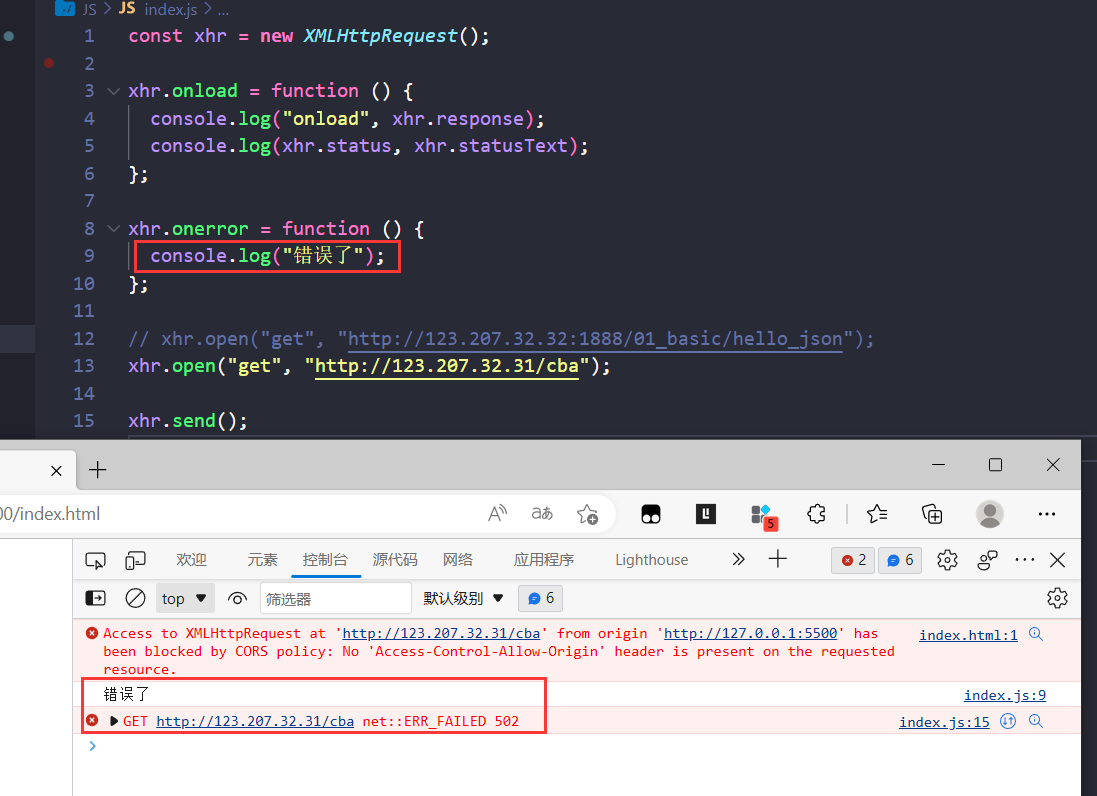 JS > JS index.js > ...
1 const xhr = new XMLHttpRequest();
2
3 xhr.onload = function () {
4 console.log("onload", xhr.response);
5 console.log(xhr.status, xhr.statusText);
6 };
7
8 xhr.onerror = function () {
9 console.log("错误了");
10 };
11
12 // xhr.open("get", "http://123.207.32.32:1888/01_basic/hello_json");
13 xhr.open("get", "http://123.207.32.31/cba");
14
15 xhr.send();
00/index.html
5
欢迎 元素 控制台 源代码 网络 应用程序 Lighthouse 2 6
top 筛选器 默认级别 6
Access to XMLHttpRequest at 'http://123.207.32.31/cba' from origin 'http://127.0.0.1:5500' has index.html:1
been blocked by CORS policy: No 'Access-Control-Allow-Origin' header is present on the requested
resource.
错误了 index.js:9
GET http://123.207.32.31/cba net::ERR_FAILED 502 index.js:15